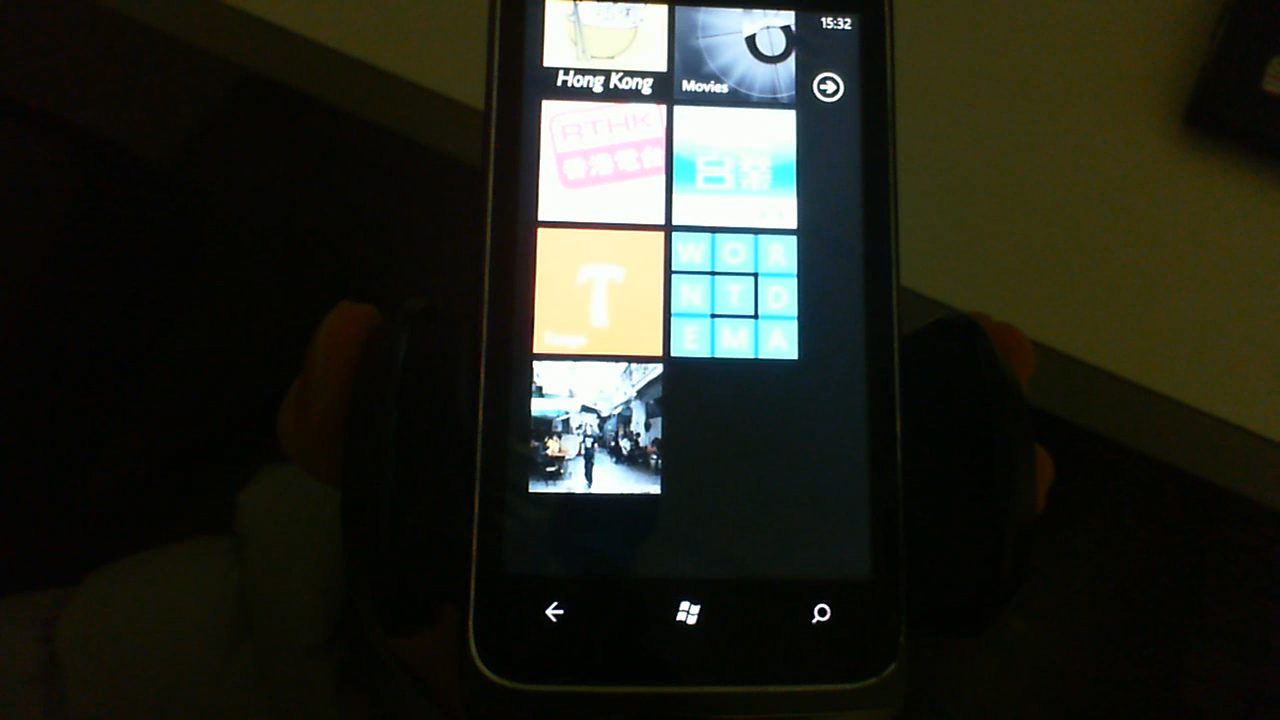 15:32
Hong Kong
Movies
RTHK
香港電台
T
W O R
N T D
E M A